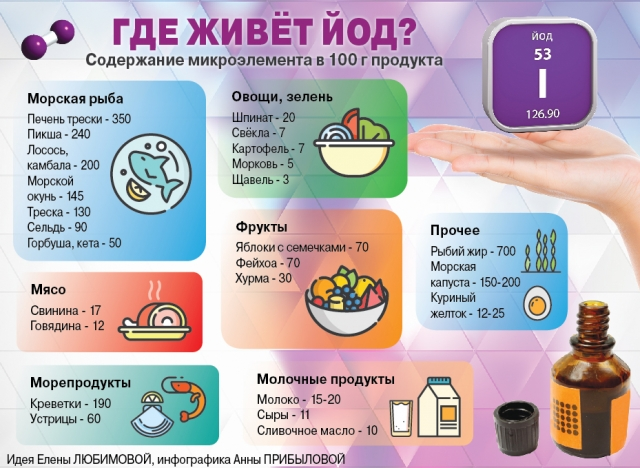 ГДЕ ЖИВЁТ ЙОД?
Содержание микроэлемента в 100 г продукта
ЙОД
53
I
126.90
Морская рыба
Печень трески - 350
Пикша - 240
Лосось,
камбала - 200
Морской
окунь - 145
Треска - 130
Сельдь - 90
Горбуша, кета - 50
Овощи, зелень
Шпинат - 20
Свёкла - 7
Картофель - 7
Морковь - 5
Щавель - 3
Фрукты
Яблоки с семечками - 70
Фейхоа - 70
Хурма - 30
Прочее
Рыбий жир - 700
Морская
капуста - 150-200
Куриный
желток - 12-25
Мясо
Свинина - 17
Говядина - 12
Морепродукты
Креветки - 190
Устрицы - 60
Молочные продукты
Молоко - 15-20
Сыры - 11
Сливочное масло - 10
Идея Елены ЛЮБИМОВОЙ, инфографика Анны ПРИБЫЛОВОЙ